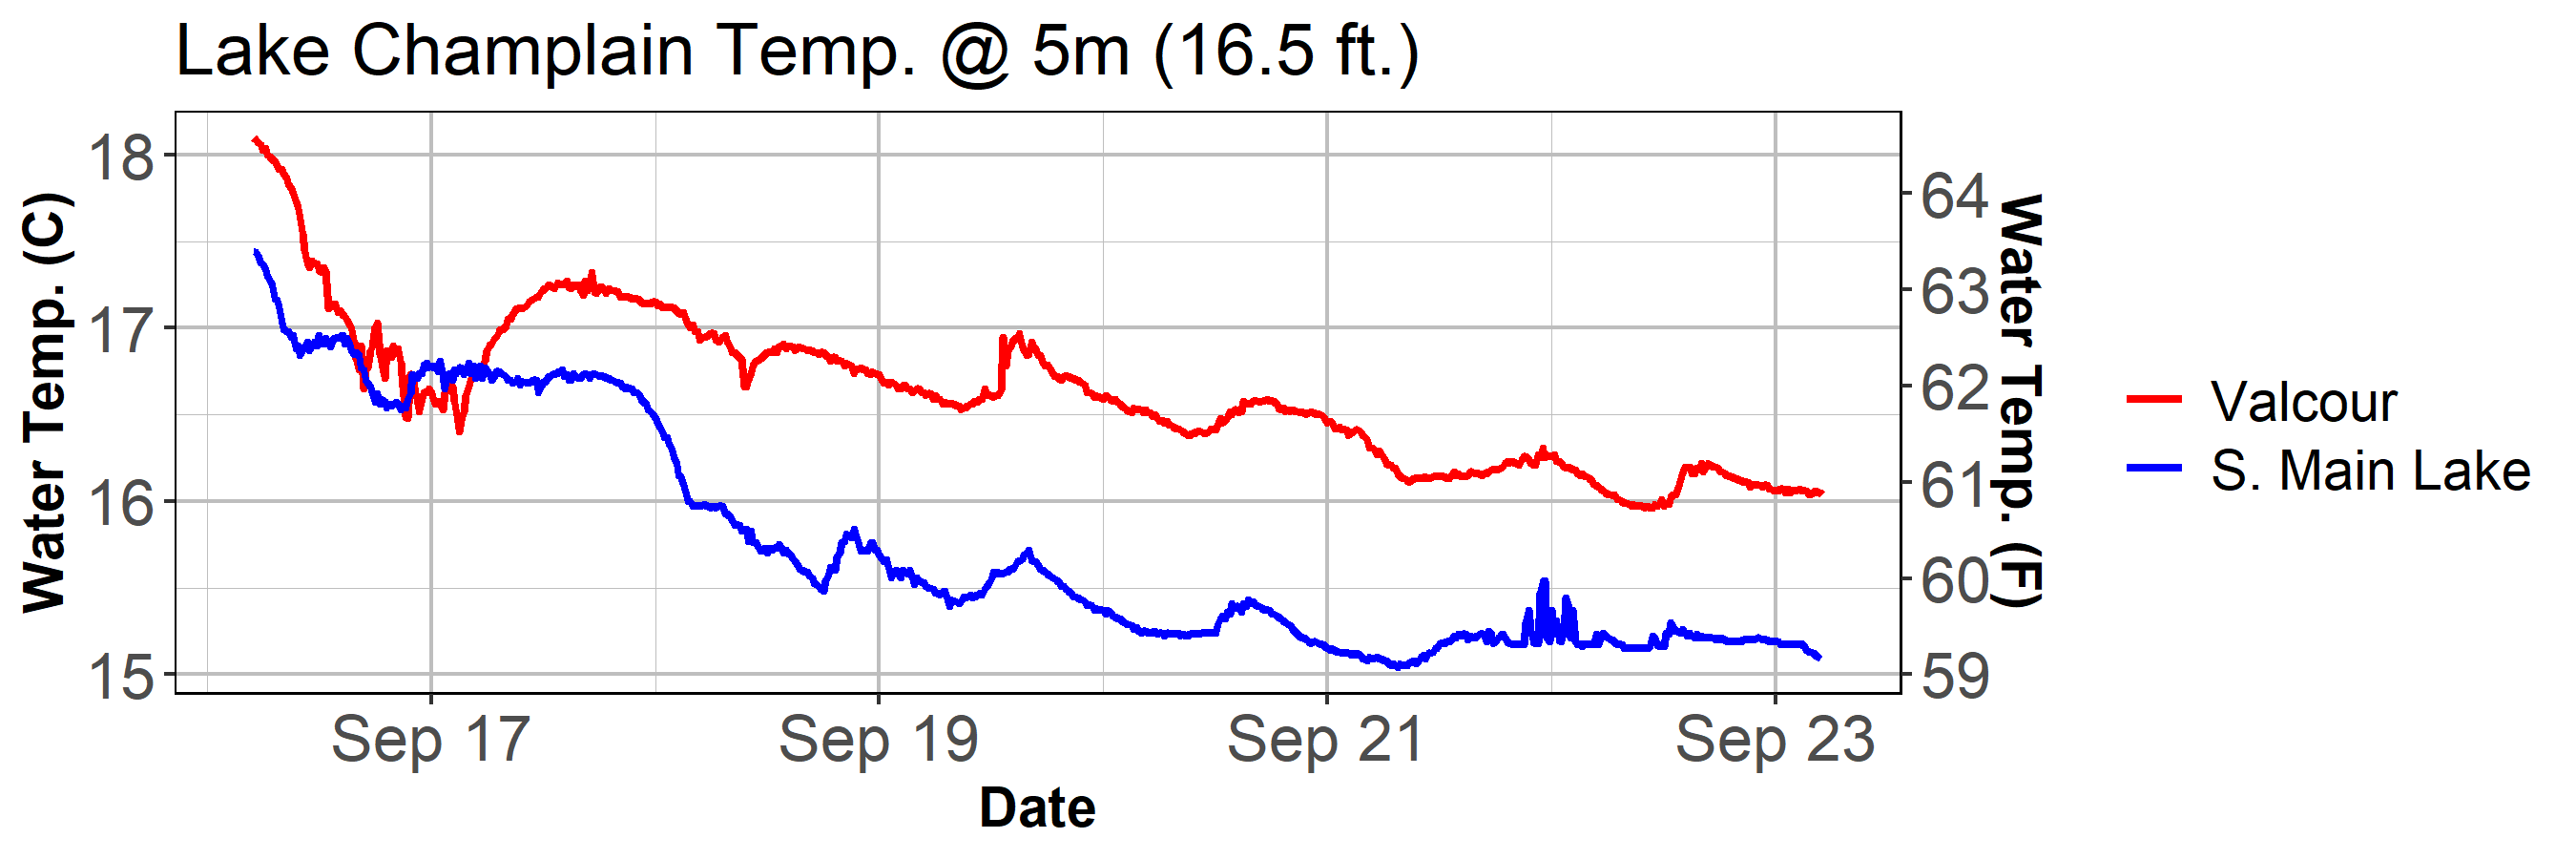 Lake Champlain Temp. @ 5m (16.5 ft.)
Water Temp. (C)
18
17
16
15
64
63
62
61
60
59
Water Temp. (F)
Sep 17
Sep 19
Sep 21
Sep 23
Date
Valcour
S. Main Lake